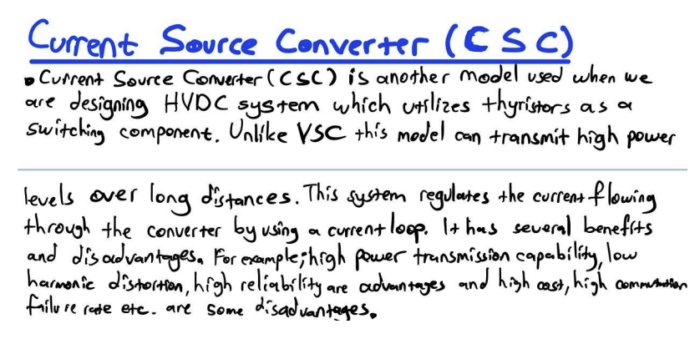 Current Source Converter (CSC)
• Current Source Converter (CSC) is another model used when we
are designing HVDC system which utilizes thyristors as a
switching component. Unlike VSC this model can transmit high power
levels over long distances. This system regulates the current flowing
through the converter by using a current loop. It has several benefits
and disadvantages. For example; high power transmission capability, low
harmonic distortion, high reliability are advantages and high cost, high commutation
failure rate etc. are some disadvantages.